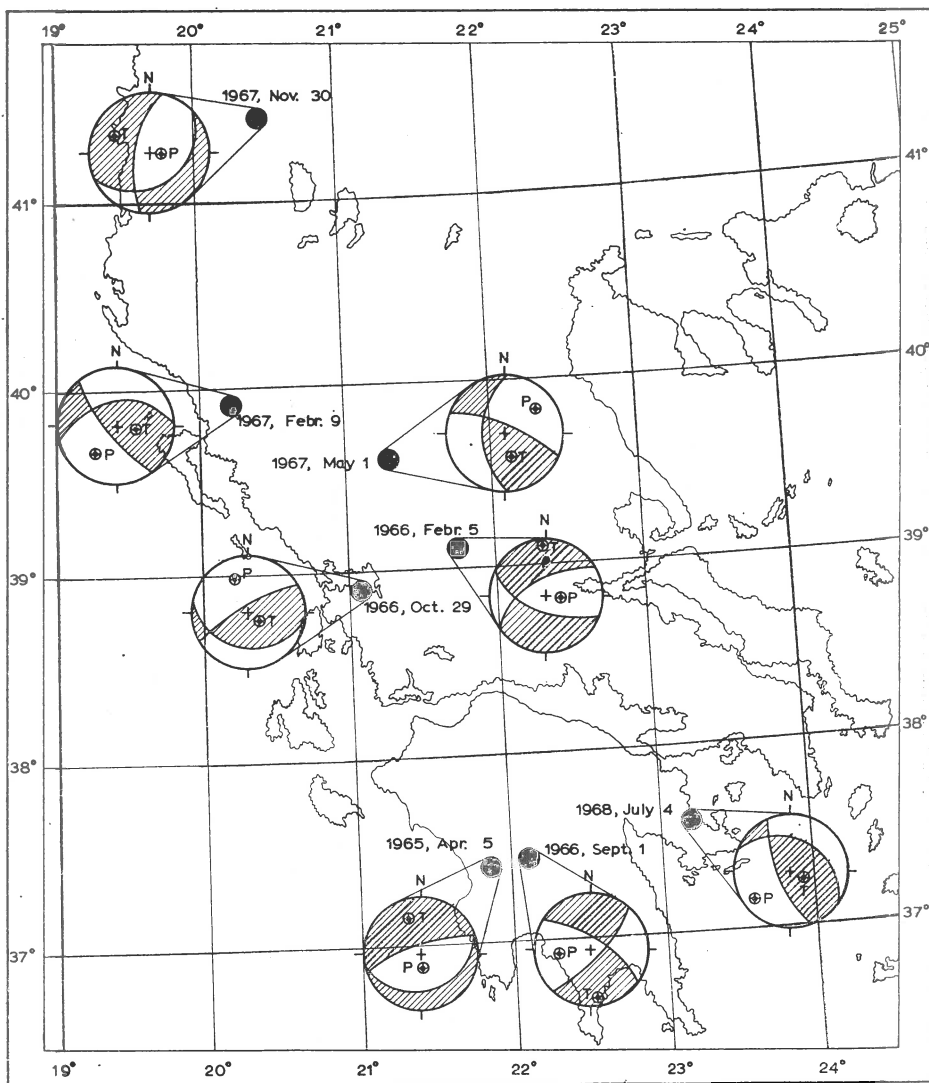 19° 20° 21° 22° 23° 24° 25°
N
1967, Nov. 30
T
P
41°
41°
40°
40°
N
1967, Febr. 9
T
P
N
P
T
1967, May 1
1966, Febr. 5
N
T
P
39°
39°
N
P
T
1966, Oct. 29
38°
38°
1968, July 4
N
P
T
1965, Apr. 5
1966, Sept. 1
N
T
P
N
P
T
37°
37°
19° 20° 21° 22° 23° 24°